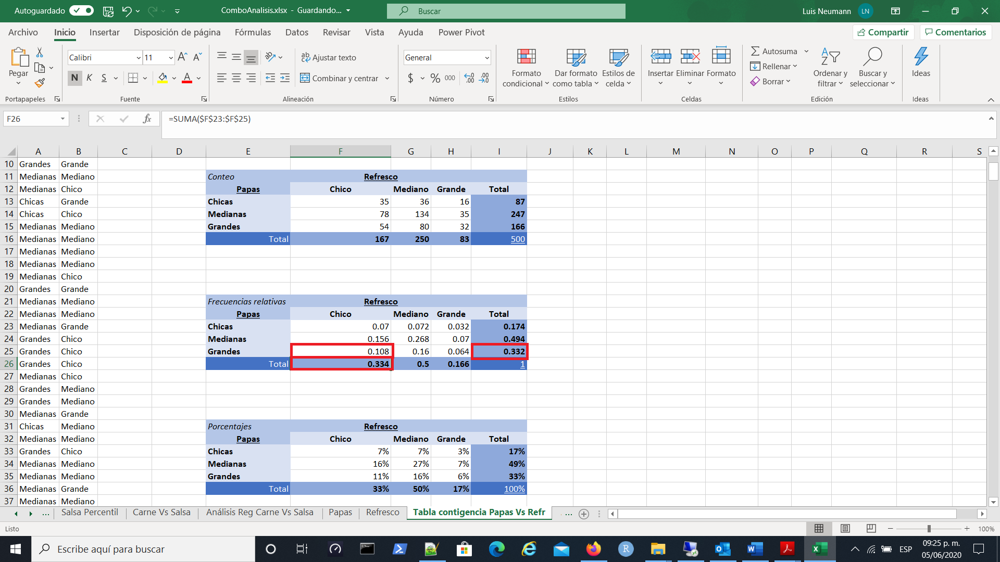 Autoguardado
ComboAnalisis.xlsx - Guardando...
Buscar
Luis Neumann LN
Archivo Inicio Insertar Disposición de página Fórmulas Datos Revisar Vista Ayuda Power Pivot
Compartir Comentarios
Pegar
Portapapeles
Calibri 11
N K S
Fuente
Ajustar texto
Combinar y centrar
Alineación
General
$ % 000
Número
Formato condicional
Dar formato como tabla
Estilos de celda
Estilos
Insertar Eliminar Formato
Celdas
Autosuma
Rellenar
Borrar
Ordenar y filtrar
Buscar y seleccionar
Edición
Ideas
Ideas
F26 fx =SUMA($F$23:$F$25)
A B C D E F G H I J K L M N O P Q R S
10 Grandes Grande
11 Medianas Mediano Conteo Refresco
12 Medianas Chico Papas Chico Mediano Grande Total
13 Chicas Grande Chicas 35 36 16 87
14 Chicas Chico Medianas 78 134 35 247
15 Medianas Mediano Grandes 54 80 32 166
16 Medianas Mediano Total 167 250 83 500
17 Medianas Mediano
18 Medianas Mediano
19 Medianas Chico
20 Grandes Grande
21 Medianas Mediano Frecuencias relativas Refresco
22 Medianas Mediano Papas Chico Mediano Grande Total
23 Medianas Grande Chicas 0.07 0.072 0.032 0.174
24 Grandes Chico Medianas 0.156 0.268 0.07 0.494
25 Grandes Chico Grandes 0.108 0.16 0.064 0.332
26 Grandes Chico Total 0.334 0.5 0.166 1
27 Medianas Chico
28 Grandes Mediano
29 Grandes Mediano
30 Medianas Grande
31 Chicas Mediano Porcentajes Refresco
32 Medianas Mediano Papas Chico Mediano Grande Total
33 Grandes Chico Chicas 7% 7% 3% 17%
34 Medianas Mediano Medianas 16% 27% 7% 49%
35 Medianas Mediano Grandes 11% 16% 6% 33%
36 Medianas Grande Total 33% 50% 17% 100%
37 Medianas Mediano
... Salsa Percentil Carne Vs Salsa Análisis Reg Carne Vs Salsa Papas Refresco Tabla contigencia Papas Vs Refr ...
Listo
100%
Escribe aquí para buscar
ESP
09:25 p. m.
05/06/2020